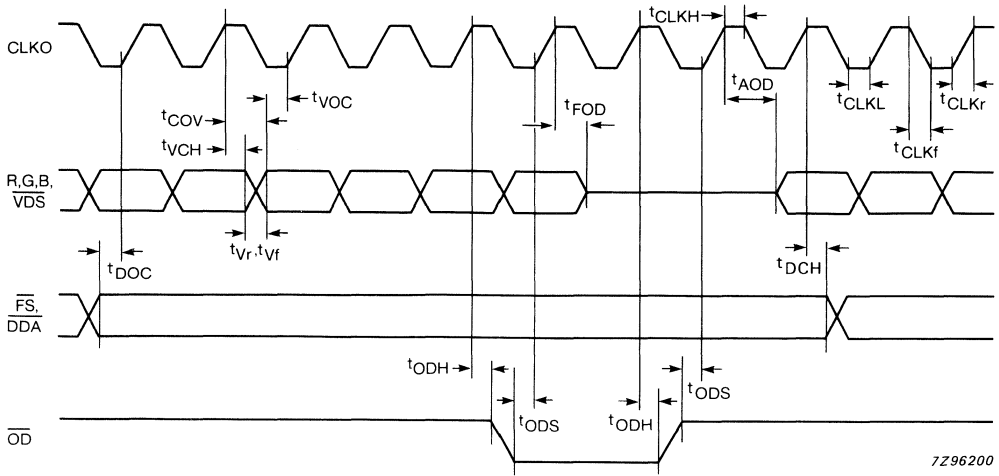 CLKO
tCLKH
tVOC
tCOV
tVCH
tFOD
tAOD
tCLKL
tCLKr
tCLKf
R,G,B,
VDS
tVr,tVf
tDOC
tDCH
FS,
DDA
tODH
tODS
tODH
tODS
OD
7Z96200